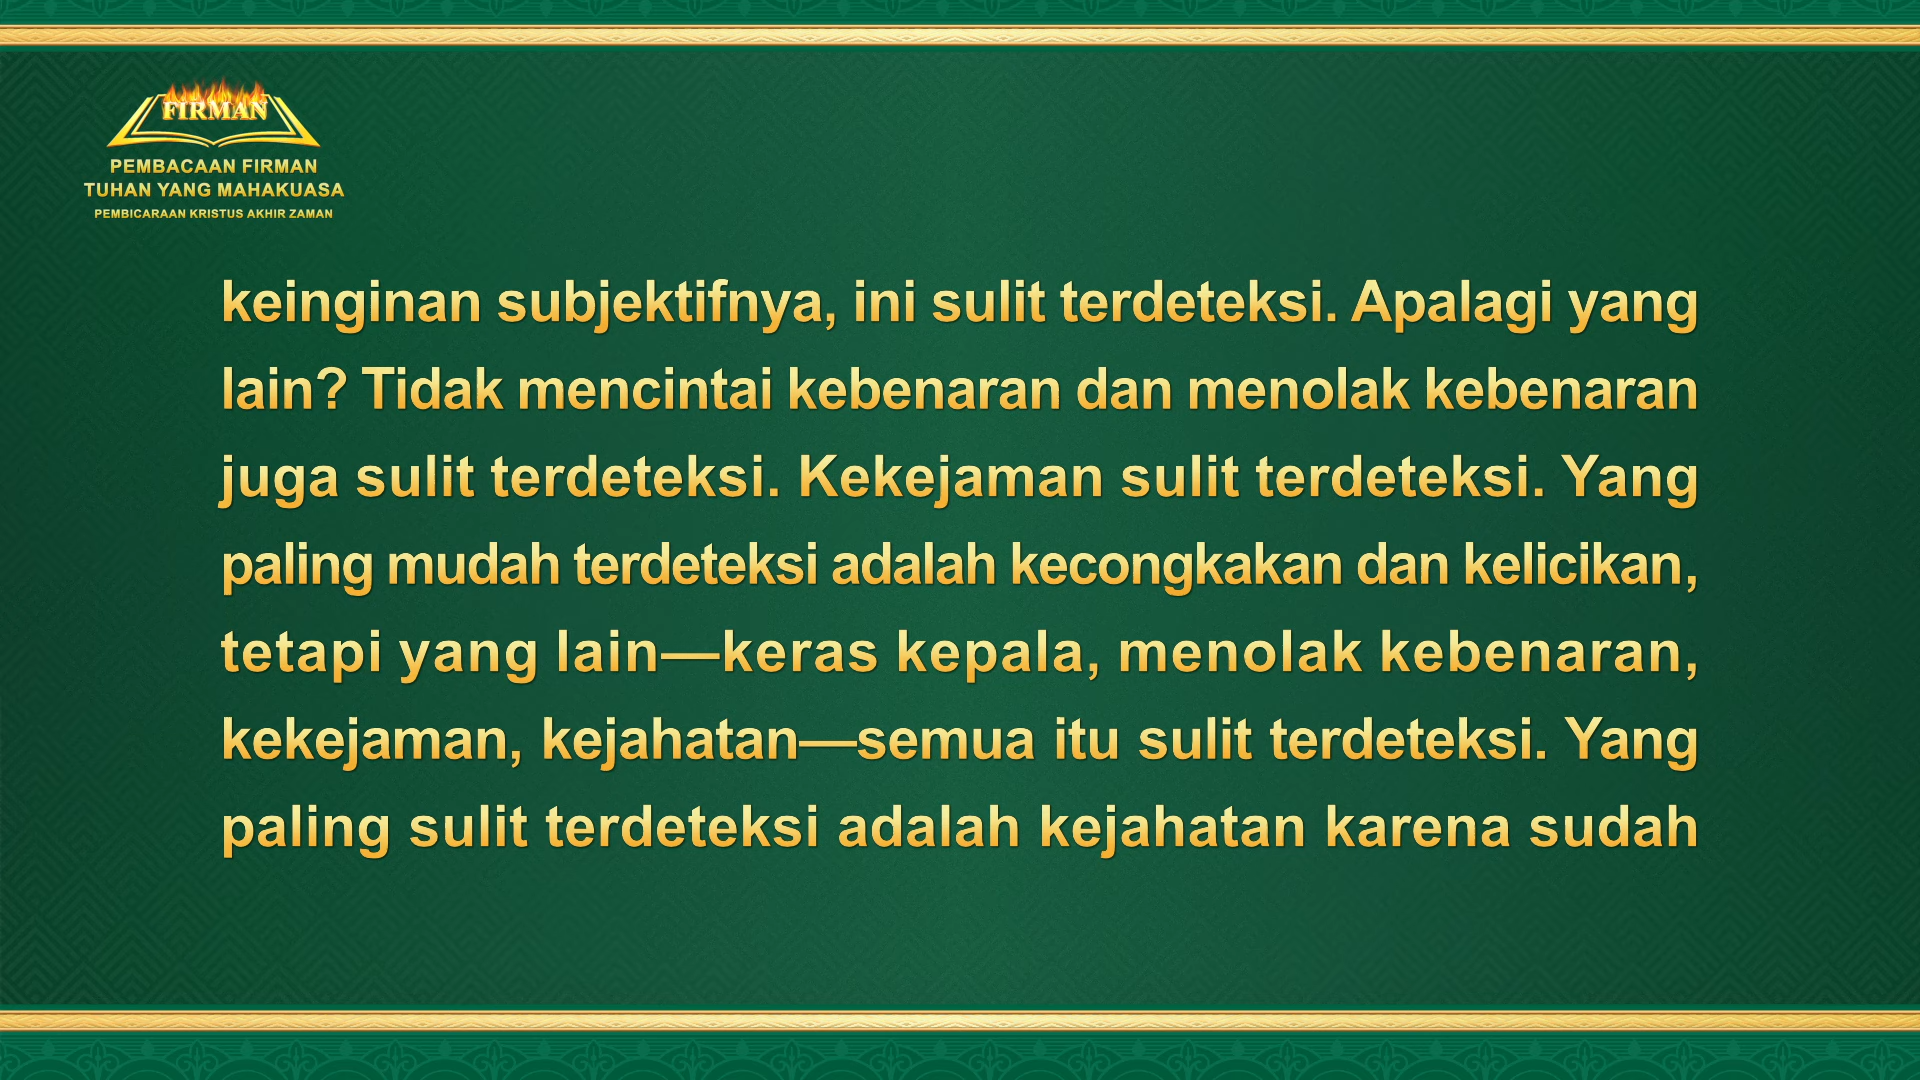 FIRMAN
PEMBACAAN FIRMAN
TUHAN YANG MAHAKUASA
PEMBICARAAN KRISTUS AKHIR ZAMAN
keinginan subjektifnya, ini sulit terdeteksi. Apalagi yang
lain? Tidak mencintai kebenaran dan menolak kebenaran
juga sulit terdeteksi. Kekejaman sulit terdeteksi. Yang
paling mudah terdeteksi adalah kecongkakan dan kelicikan,
tetapi yang lain—keras kepala, menolak kebenaran,
kekejaman, kejahatan—semua itu sulit terdeteksi. Yang
paling sulit terdeteksi adalah kejahatan karena sudah